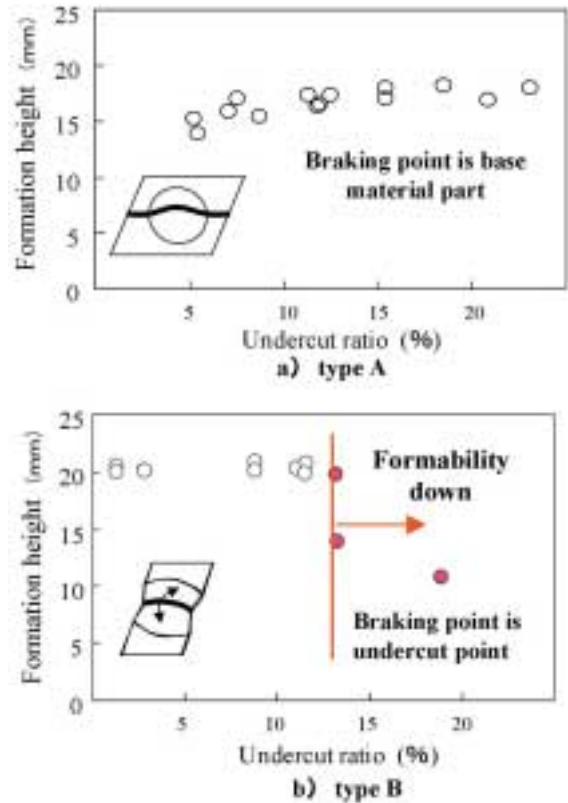 Formation height (mm)
25
20
15
10
5
0
Braking point is base
material part
5
10
15
20
Undercut ratio (%)
a) type A
Formation height (mm)
25
20
15
10
5
0
Formability
down
Braking point is
undercut point
5
10
15
20
Undercut ratio (%)
b) type B